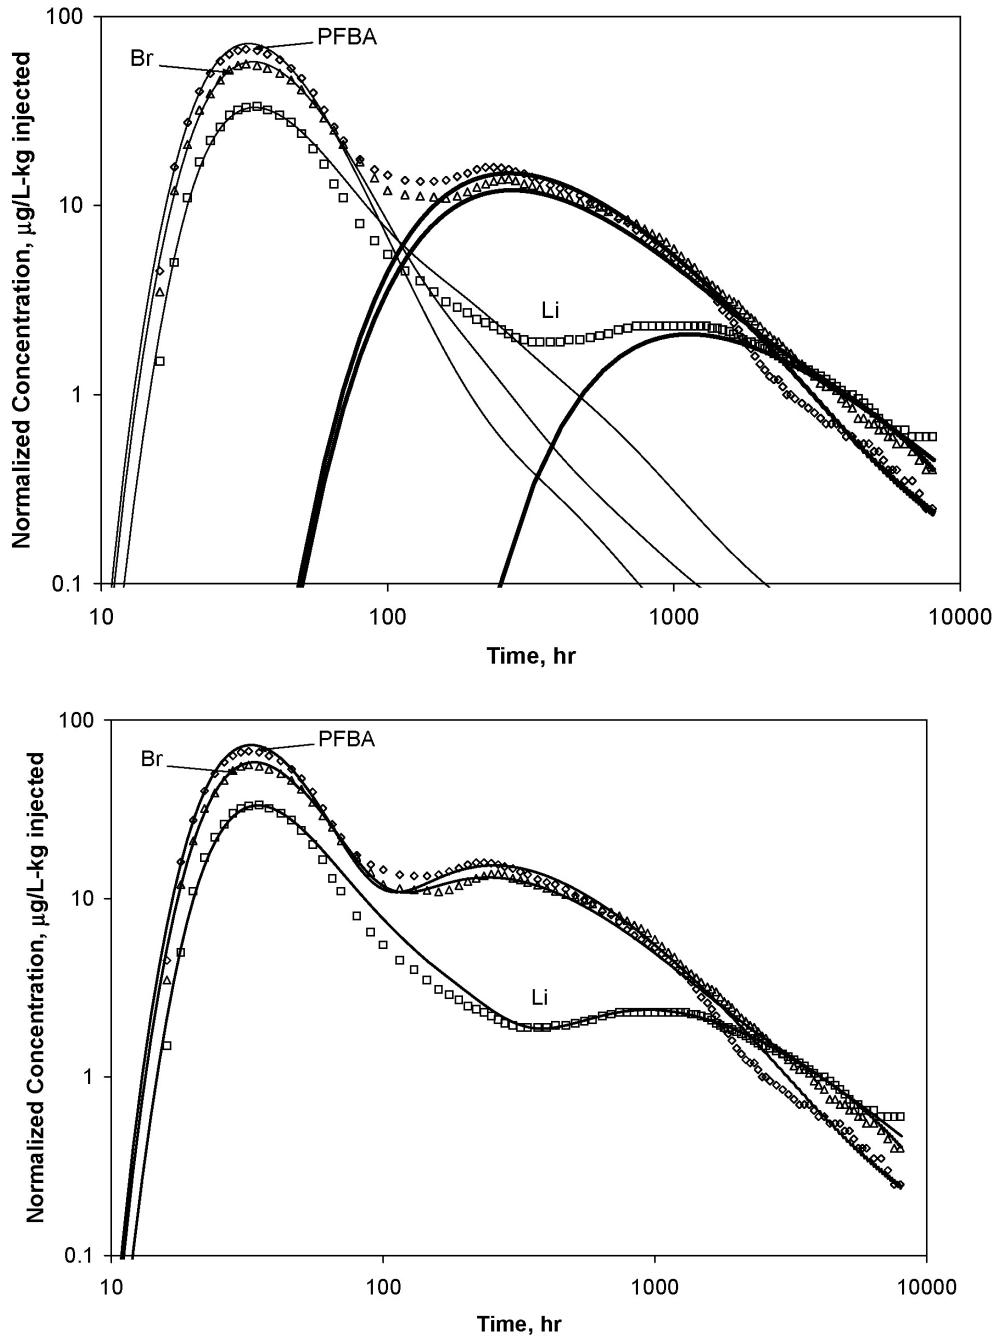 100
PFBA
Br
10
Li
1
0.1
10
100
1000
10000
Normalized Concentration, µg/L-kg injected
Time, hr
100
PFBA
Br
10
Li
1
0.1
10
100
1000
10000
Normalized Concentration, µg/L-kg injected
Time, hr